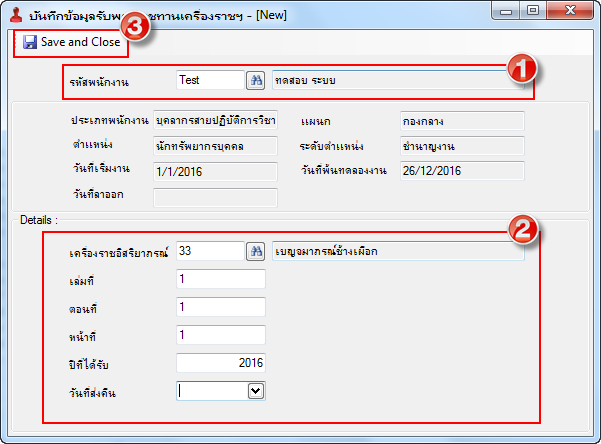 บันทึกข้อมูลรับพระราชทานเครื่องราชฯ - [New]
3
Save and Close
1
รหัสพนักงาน Test ทดสอบ ระบบ
ประเภทพนักงาน บุคลากรสายปฏิบัติการวิชา แผนก กองกลาง
ตำแหน่ง นักทรัพยากรบุคคล ระดับตำแหน่ง ชำนาญงาน
วันที่เริ่มงาน 1/1/2016 วันที่พ้นทดลองงาน 26/12/2016
วันที่ลาออก
Details :
2
เครื่องราชอิสริยาภรณ์ 33 เบญจมาภรณ์ช้างเผือก
เล่มที่ 1
ตอนที่ 1
หน้าที่ 1
ปีที่ได้รับ 2016
วันที่ส่งคืน